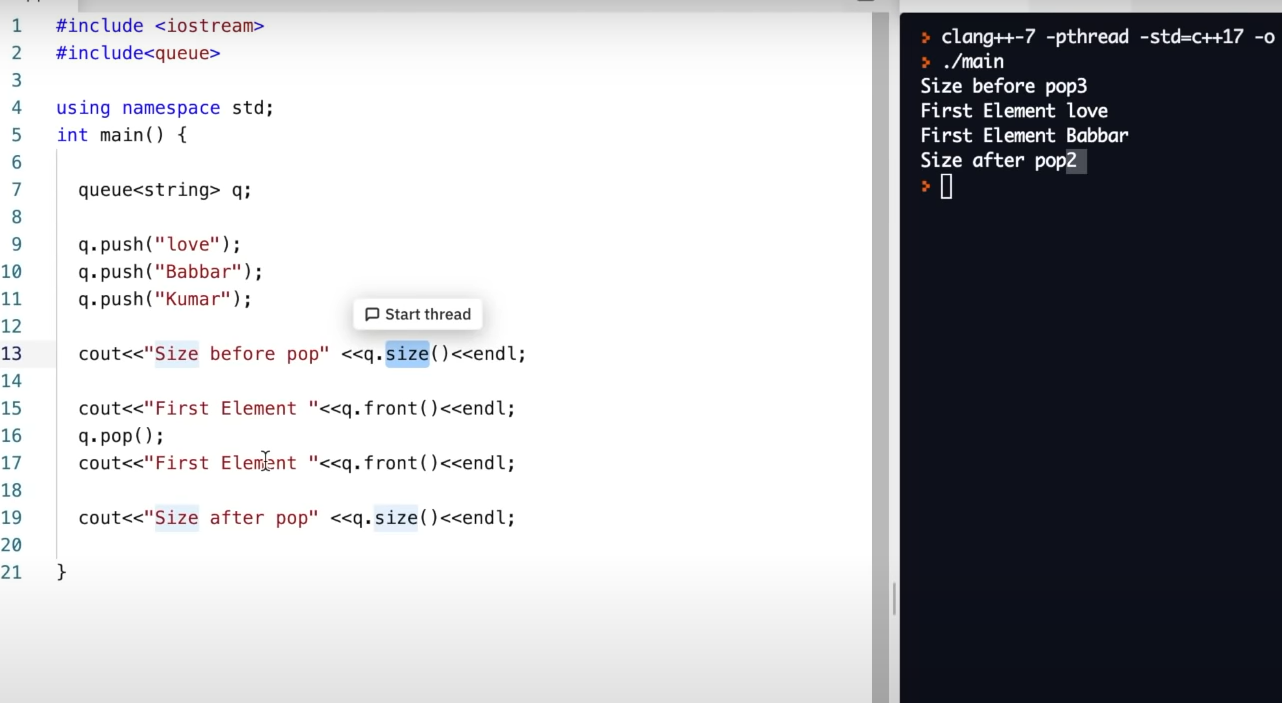 1 #include <iostream>
2 #include<queue>
3
4 using namespace std;
5 int main() {
6
7 queue<string> q;
8
9 q.push("love");
10 q.push("Babbar");
11 q.push("Kumar");
12
Start thread
13 cout<<"Size before pop" <<q.size()<<endl;
14
15 cout<<"First Element "<<q.front()<<endl;
16 q.pop();
17 cout<<"First Element "<<q.front()<<endl;
18
19 cout<<"Size after pop" <<q.size()<<endl;
20
21 }
> clang++-7 -pthread -std=c++17 -o
> ./main
Size before pop3
First Element love
First Element Babbar
Size after pop2
>